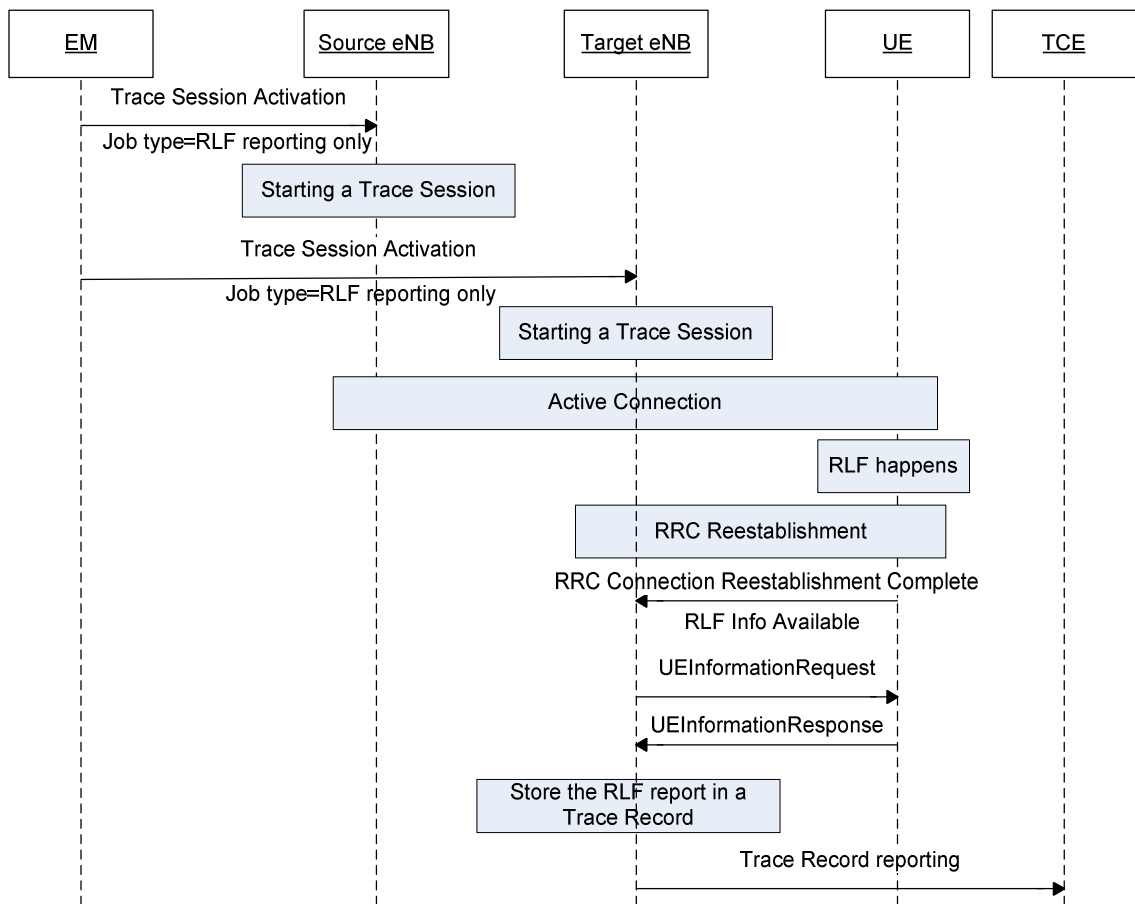 EM
Source eNB
Target eNB
UE
TCE
Trace Session Activation
Job type=RLF reporting only
Starting a Trace Session
Trace Session Activation
Job type=RLF reporting only
Starting a Trace Session
Active Connection
RLF happens
RRC Reestablishment
RRC Connection Reestablishment Complete
RLF Info Available
UEInformationRequest
UEInformationResponse
Store the RLF report in a
Trace Record
Trace Record reporting